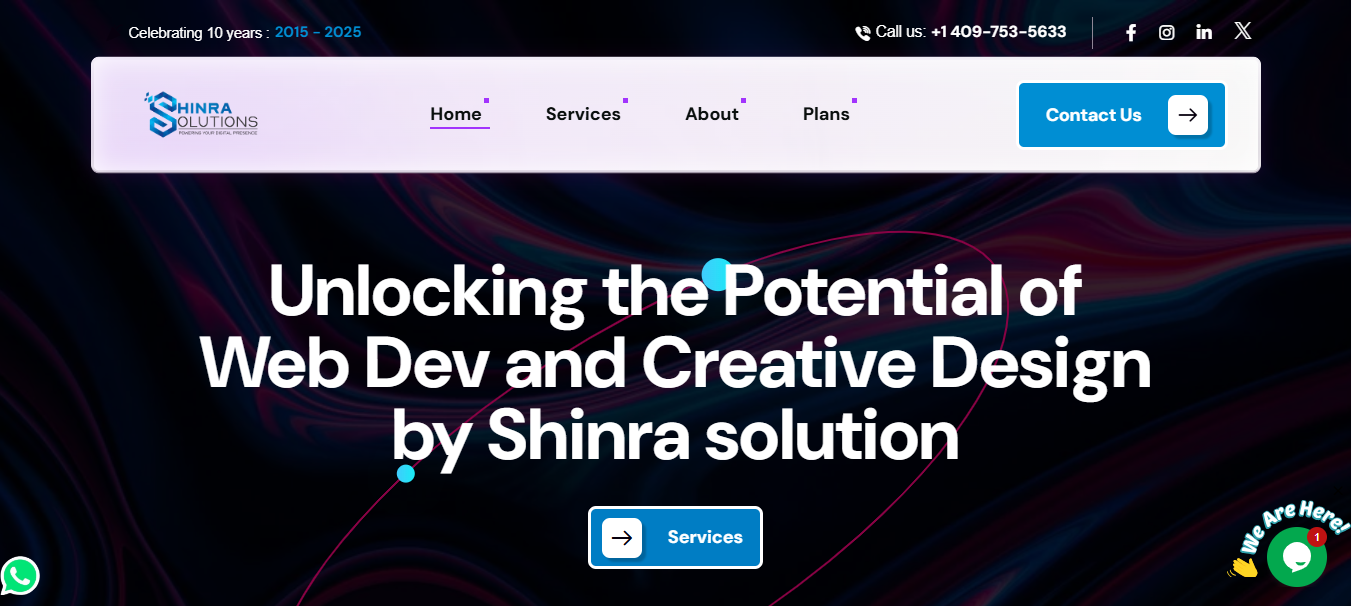 Celebrating 10 years : 2015 - 2025
Call us: +1 409-753-5633
SHINRA
SOLUTIONS
POWERING YOUR DIGITAL PRESENCE
Home
Services
About
Plans
Contact Us
Unlocking the Potential of
Web Dev and Creative Design
by Shinra solution
Services
We Are Here!
1